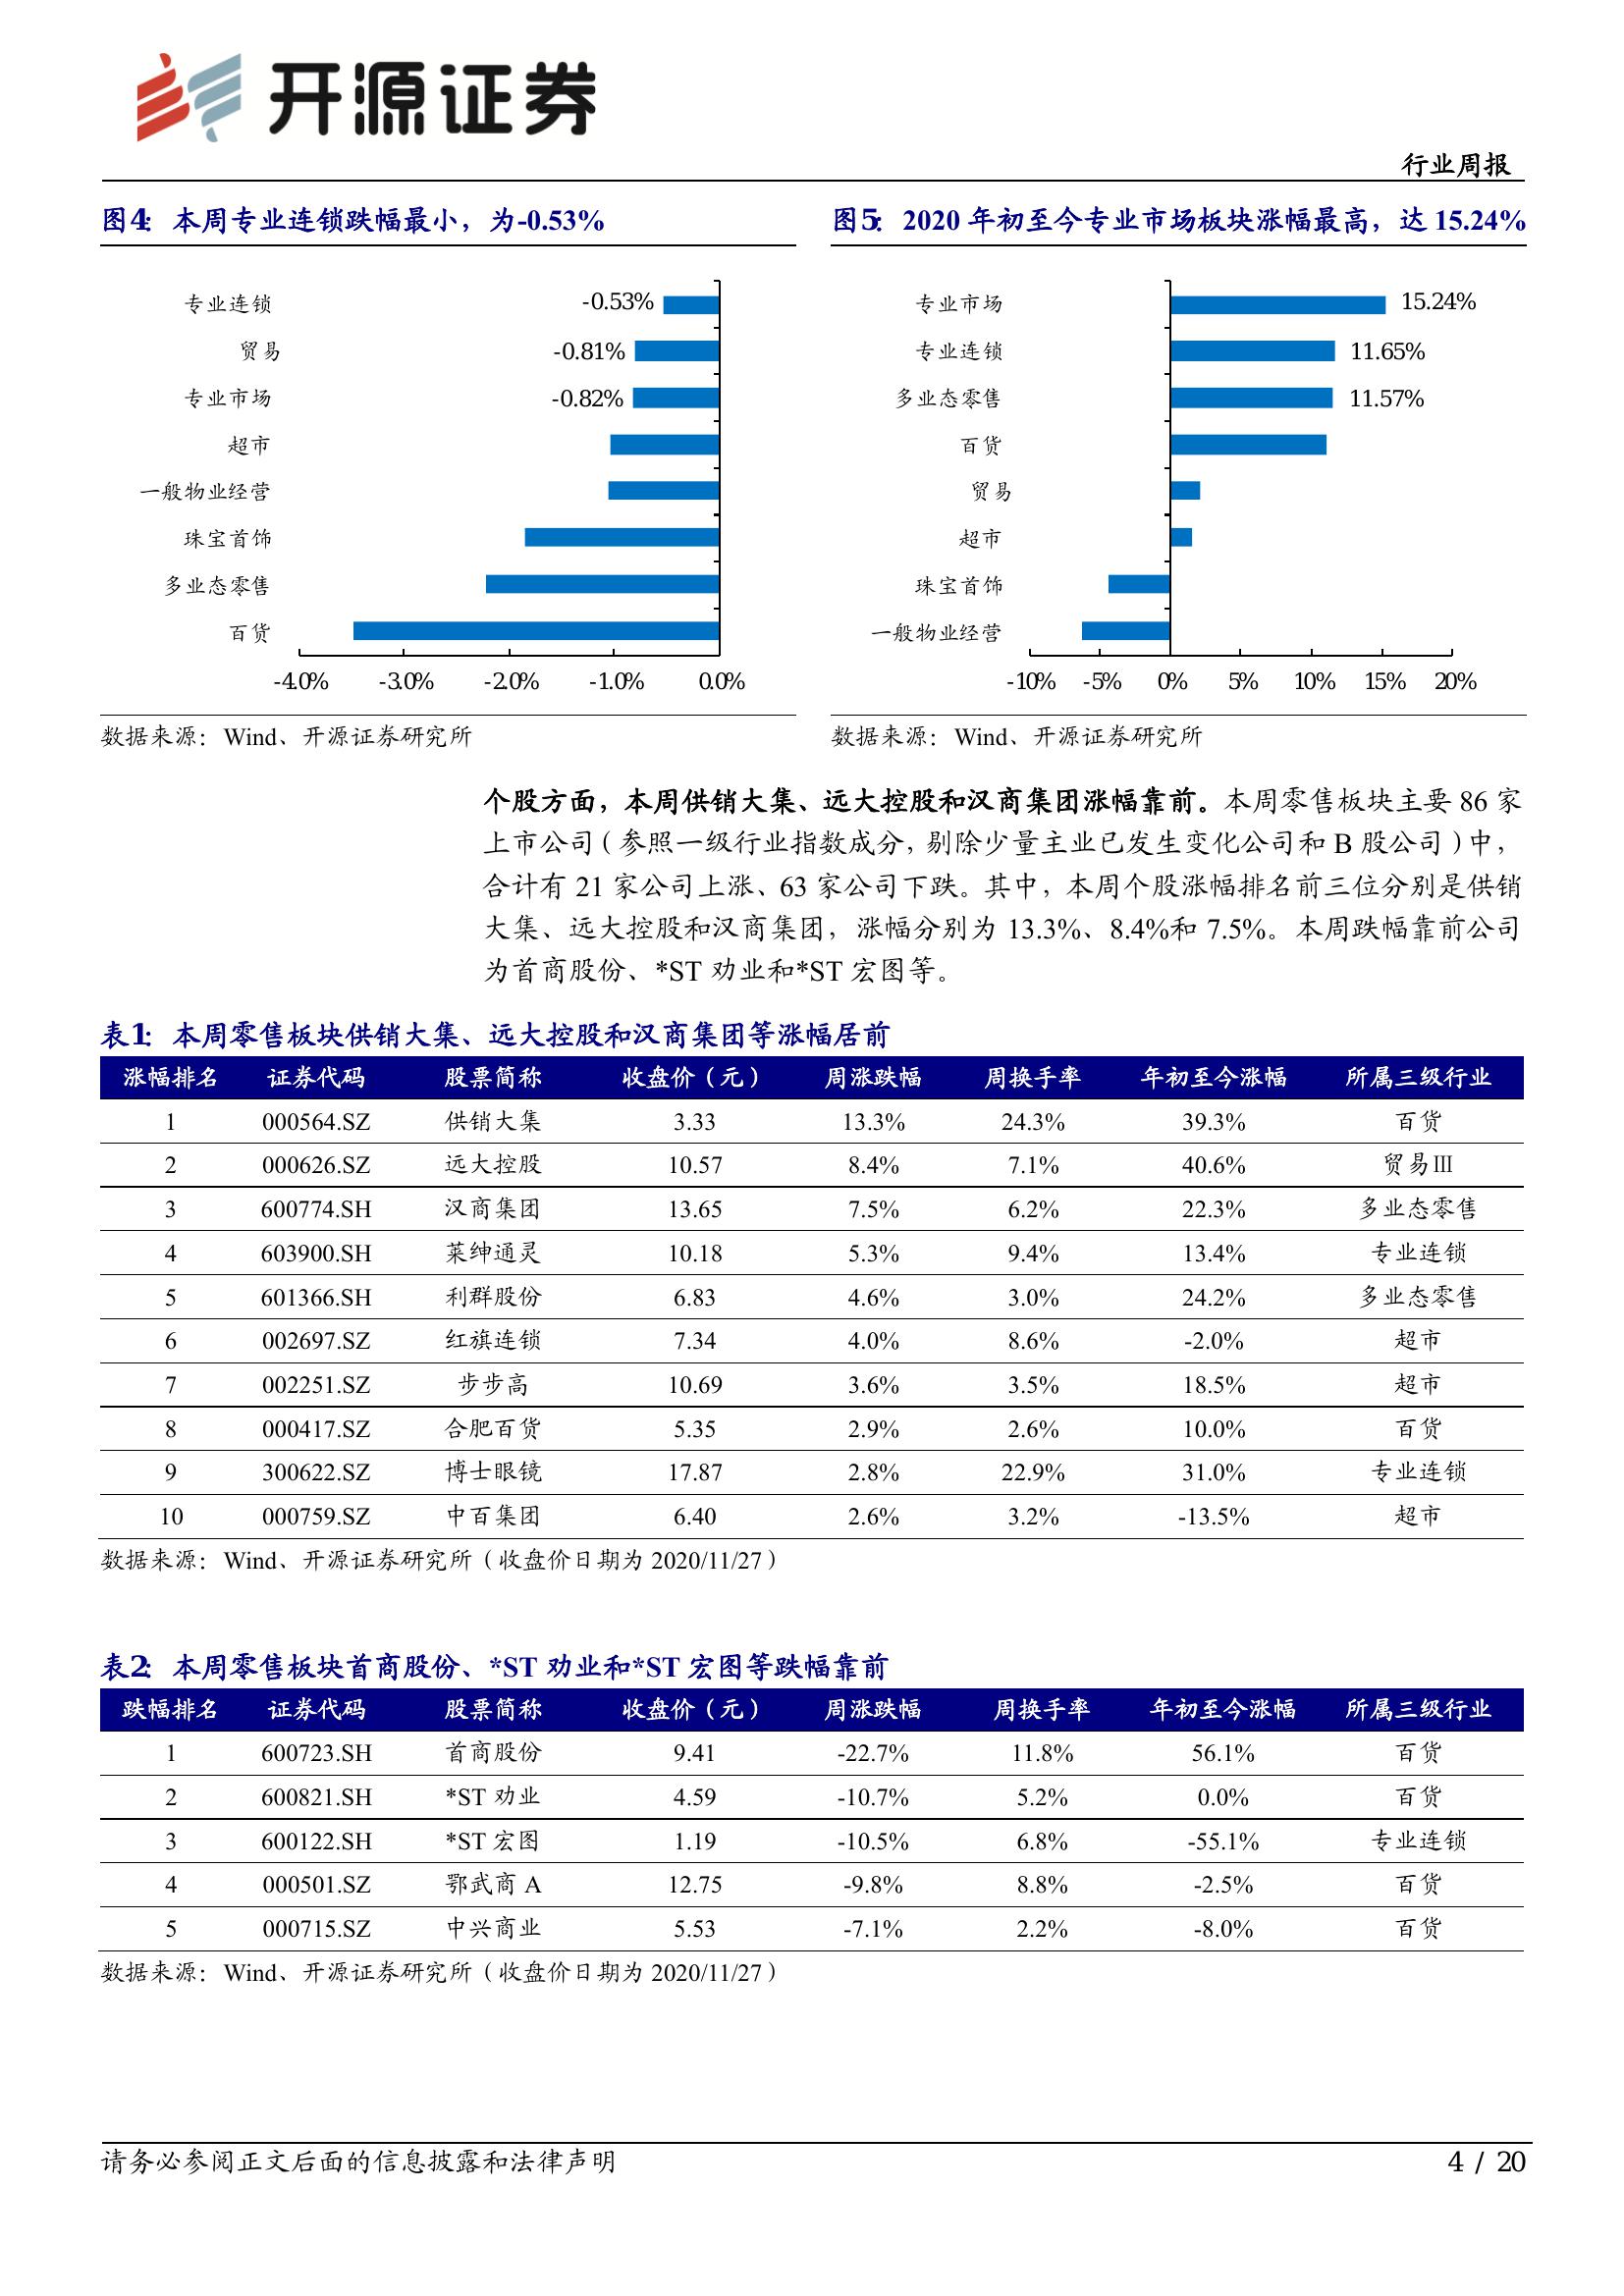 开源证券
行业周报
图4: 本周专业连锁跌幅最小，为-0.53%
专业连锁 -0.53%
贸易 -0.81%
专业市场 -0.82%
超市
一般物业经营
珠宝首饰
多业态零售
百货
-4.0% -3.0% -2.0% -1.0% 0.0%
数据来源：Wind、开源证券研究所
图5: 2020 年初至今专业市场板块涨幅最高，达 15.24%
专业市场 15.24%
专业连锁 11.65%
多业态零售 11.57%
百货
贸易
超市
珠宝首饰
一般物业经营
-10% -5% 0% 5% 10% 15% 20%
数据来源：Wind、开源证券研究所
个股方面，本周供销大集、远大控股和汉商集团涨幅靠前。本周零售板块主要 86 家
上市公司（参照一级行业指数成分，剔除少量主业已发生变化公司和 B 股公司）中，
合计有 21 家公司上涨、63 家公司下跌。其中，本周个股涨幅排名前三位分别是供销
大集、远大控股和汉商集团，涨幅分别为 13.3%、8.4%和 7.5%。本周跌幅靠前公司
为首商股份、*ST 劝业和*ST 宏图等。
表1: 本周零售板块供销大集、远大控股和汉商集团等涨幅居前
涨幅排名 证券代码 股票简称 收盘价（元） 周涨跌幅 周换手率 年初至今涨幅 所属三级行业
1 000564.SZ 供销大集 3.33 13.3% 24.3% 39.3% 百货
2 000626.SZ 远大控股 10.57 8.4% 7.1% 40.6% 贸易Ⅲ
3 600774.SH 汉商集团 13.65 7.5% 6.2% 22.3% 多业态零售
4 603900.SH 莱绅通灵 10.18 5.3% 9.4% 13.4% 专业连锁
5 601366.SH 利群股份 6.83 4.6% 3.0% 24.2% 多业态零售
6 002697.SZ 红旗连锁 7.34 4.0% 8.6% -2.0% 超市
7 002251.SZ 步步高 10.69 3.6% 3.5% 18.5% 超市
8 000417.SZ 合肥百货 5.35 2.9% 2.6% 10.0% 百货
9 300622.SZ 博士眼镜 17.87 2.8% 22.9% 31.0% 专业连锁
10 000759.SZ 中百集团 6.40 2.6% 3.2% -13.5% 超市
数据来源：Wind、开源证券研究所（收盘价日期为 2020/11/27）
表2: 本周零售板块首商股份、*ST 劝业和*ST 宏图等跌幅靠前
跌幅排名 证券代码 股票简称 收盘价（元） 周涨跌幅 周换手率 年初至今涨幅 所属三级行业
1 600723.SH 首商股份 9.41 -22.7% 11.8% 56.1% 百货
2 600821.SH *ST 劝业 4.59 -10.7% 5.2% 0.0% 百货
3 600122.SH *ST 宏图 1.19 -10.5% 6.8% -55.1% 专业连锁
4 000501.SZ 鄂武商 A 12.75 -9.8% 8.8% -2.5% 百货
5 000715.SZ 中兴商业 5.53 -7.1% 2.2% -8.0% 百货
数据来源：Wind、开源证券研究所（收盘价日期为 2020/11/27）
请务必参阅正文后面的信息披露和法律声明
4 / 20